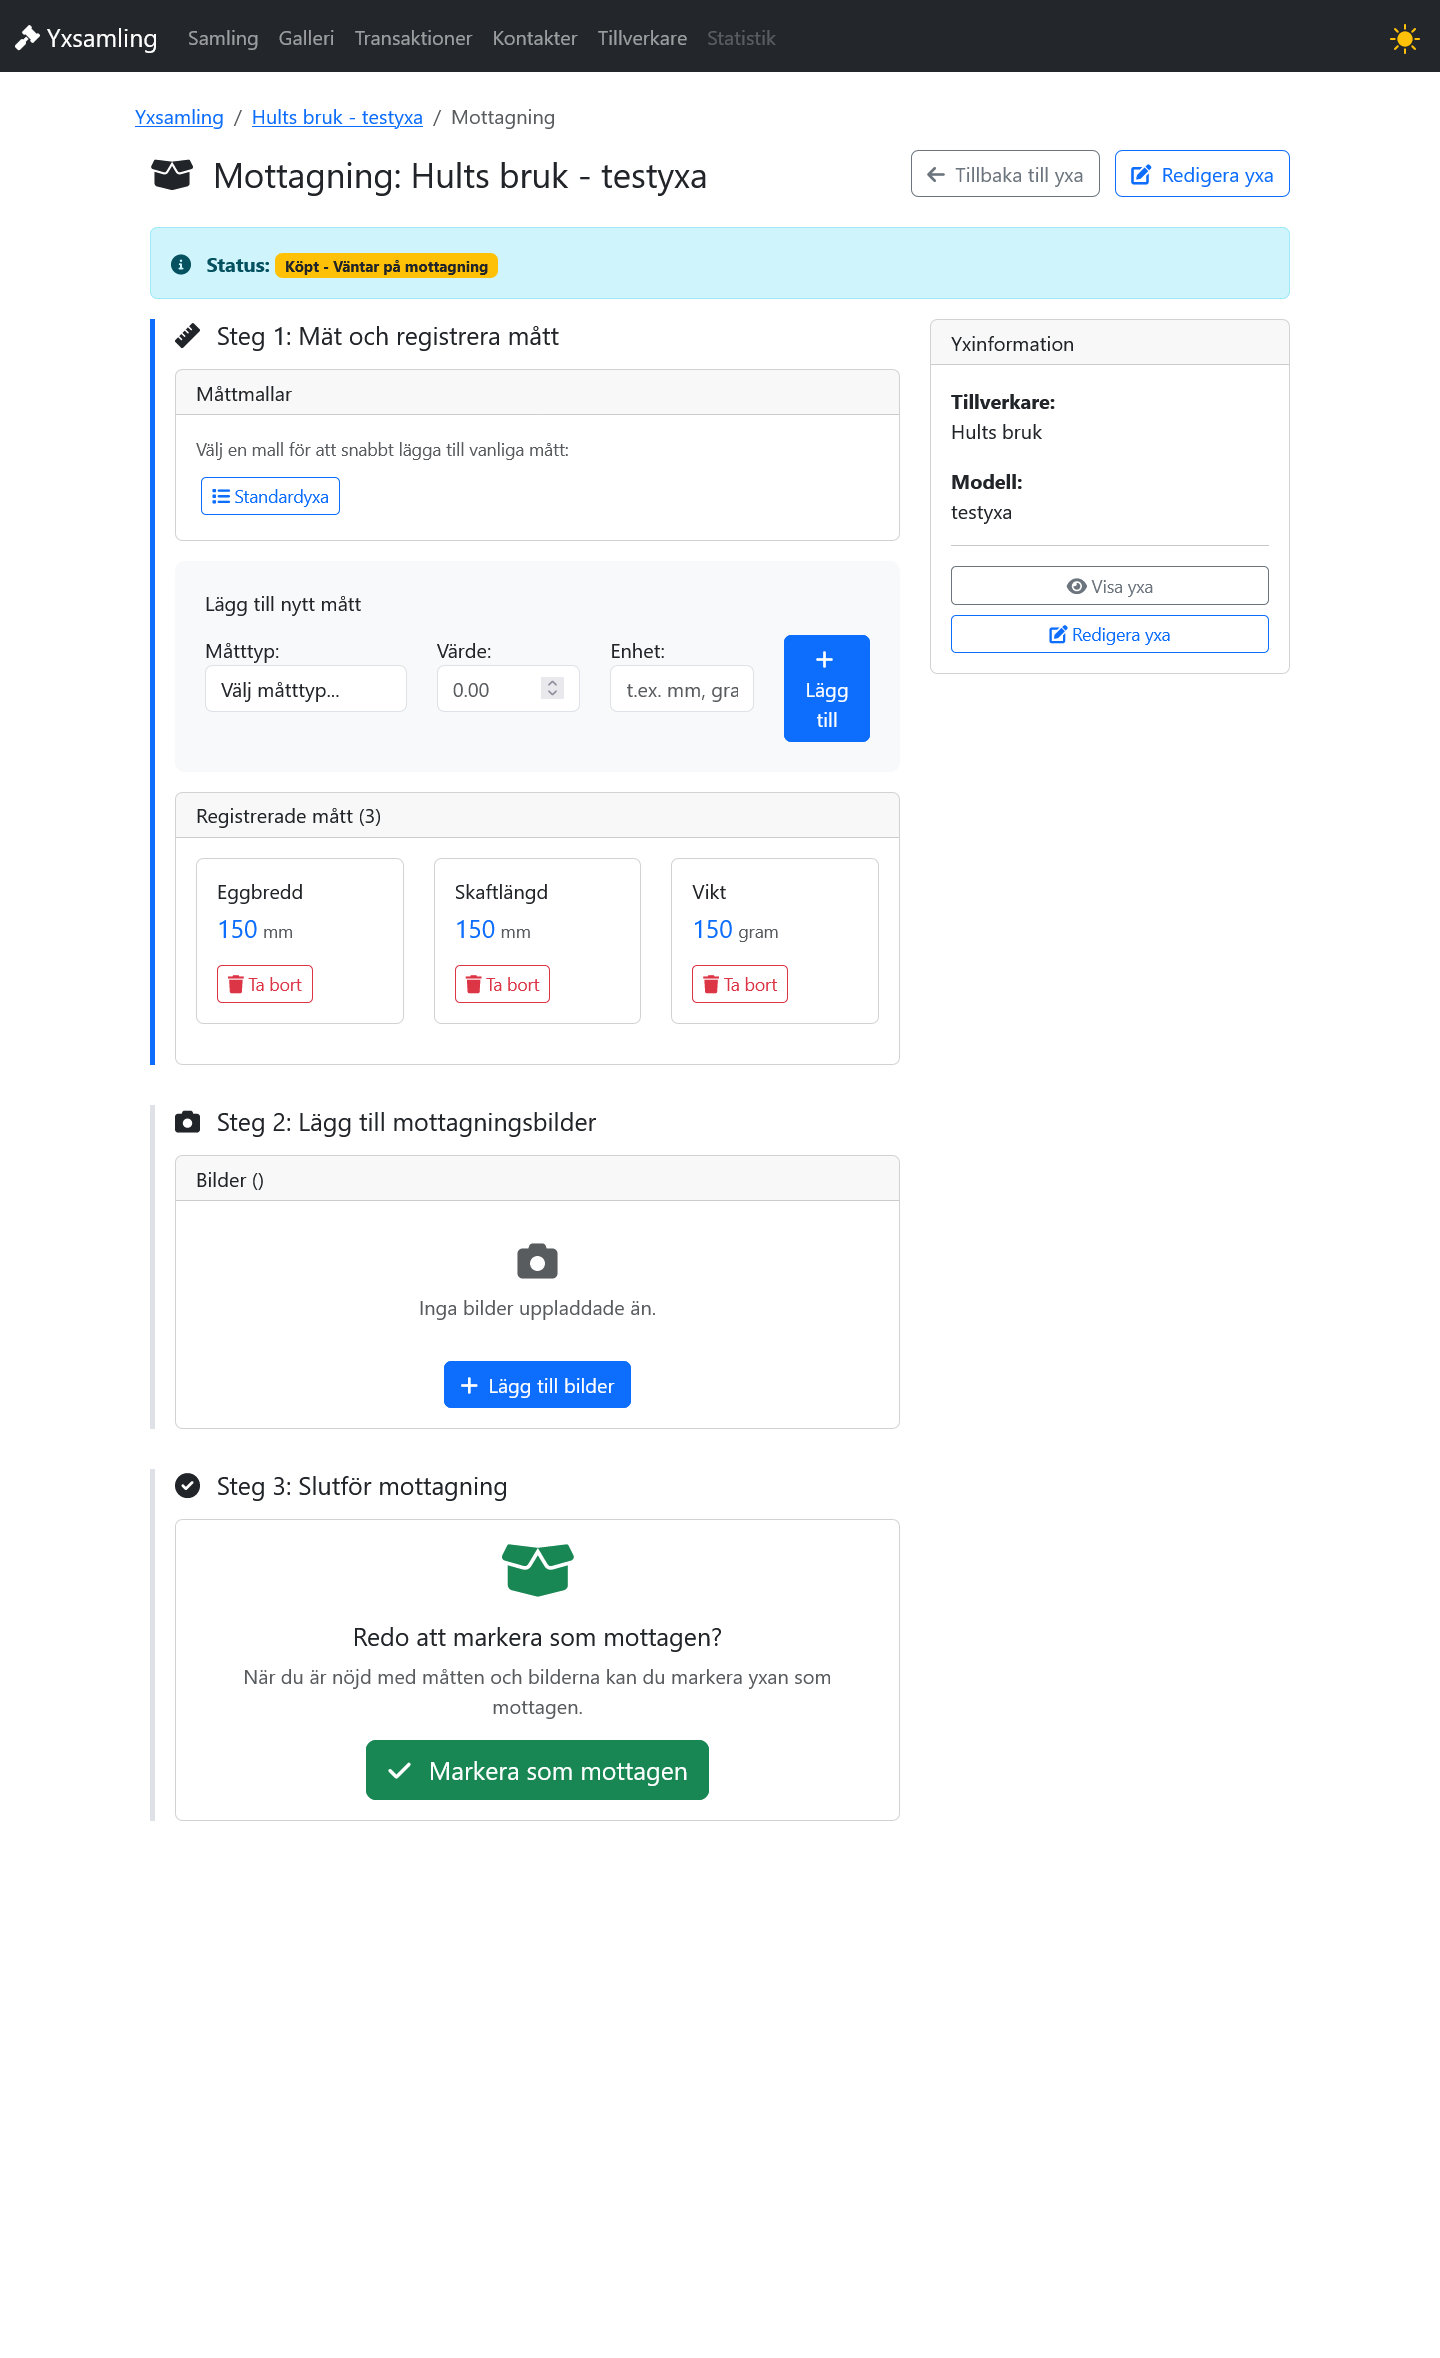 Yxsamling Samling Galleri Transaktioner Kontakter Tillverkare Statistik
Yxsamling / Hults bruk - testyxa / Mottagning
Mottagning: Hults bruk - testyxa
Tillbaka till yxa
Redigera yxa
Status: Köpt - Väntar på mottagning
Steg 1: Mät och registrera mått
Måttmallar
Välj en mall för att snabbt lägga till vanliga mått:
Standardyxa
Lägg till nytt mått
Måtttyp: Värde: Enhet:
Välj måtttyp... 0.00 t.ex. mm, gra
Lägg
till
Registrerade mått (3)
Eggbredd
150 mm
Ta bort
Skaftlängd
150 mm
Ta bort
Vikt
150 gram
Ta bort
Steg 2: Lägg till mottagningsbilder
Bilder ()
Inga bilder uppladdade än.
Lägg till bilder
Steg 3: Slutför mottagning
Redo att markera som mottagen?
När du är nöjd med måtten och bilderna kan du markera yxan som
mottagen.
Markera som mottagen
Yxinformation
Tillverkare:
Hults bruk
Modell:
testyxa
Visa yxa
Redigera yxa